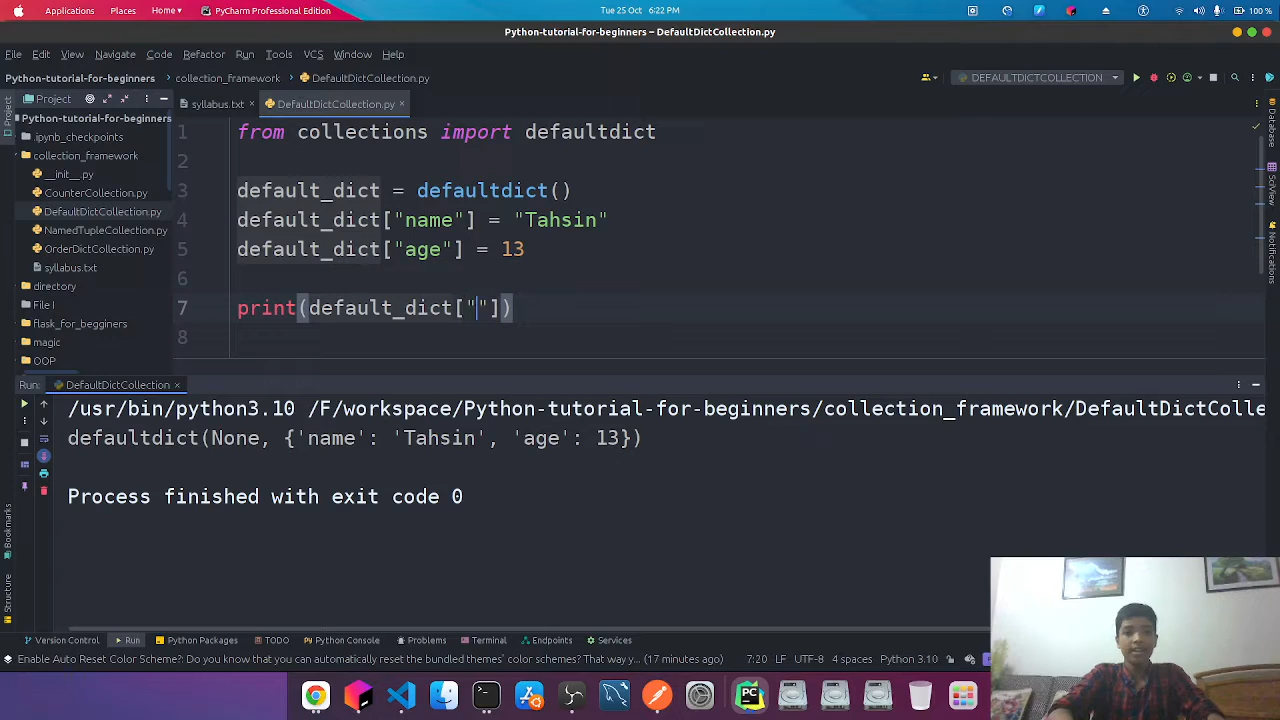 Applications Places Home PyCharm Professional Edition Tue 25 Oct 6:22 PM 100 %
Python-tutorial-for-beginners – DefaultDictCollection.py
File Edit View Navigate Code Refactor Run Tools VCS Window Help
Python-tutorial-for-beginners collection_framework DefaultDictCollection.py DEFAULTDICTCOLLECTION
Project syllabus.txt DefaultDictCollection.py
Project
Python-tutorial-for-beginners
.ipynb_checkpoints
collection_framework
__init__.py
CounterCollection.py
DefaultDictCollection.py
NamedTupleCollection.py
OrderDictCollection.py
syllabus.txt
directory
File I
flask_for_begginers
magic
OOP
1 from collections import defaultdict
2
3 default_dict = defaultdict()
4 default_dict["name"] = "Tahsin"
5 default_dict["age"] = 13
6
7 print(default_dict[""])
8
Database
SciView
Notifications
Run: DefaultDictCollection
/usr/bin/python3.10 /F/workspace/Python-tutorial-for-beginners/collection_framework/DefaultDictColle
defaultdict(None, {'name': 'Tahsin', 'age': 13})
Process finished with exit code 0
Bookmarks
Structure
Version Control Run Python Packages TODO Python Console Problems Terminal Endpoints Services
Enable Auto Reset Color Scheme?: Do you know that you can automatically reset the bundled themes' color schemes? That way y... (17 minutes ago) 7:20 LF UTF-8 4 spaces Python 3.10
PC